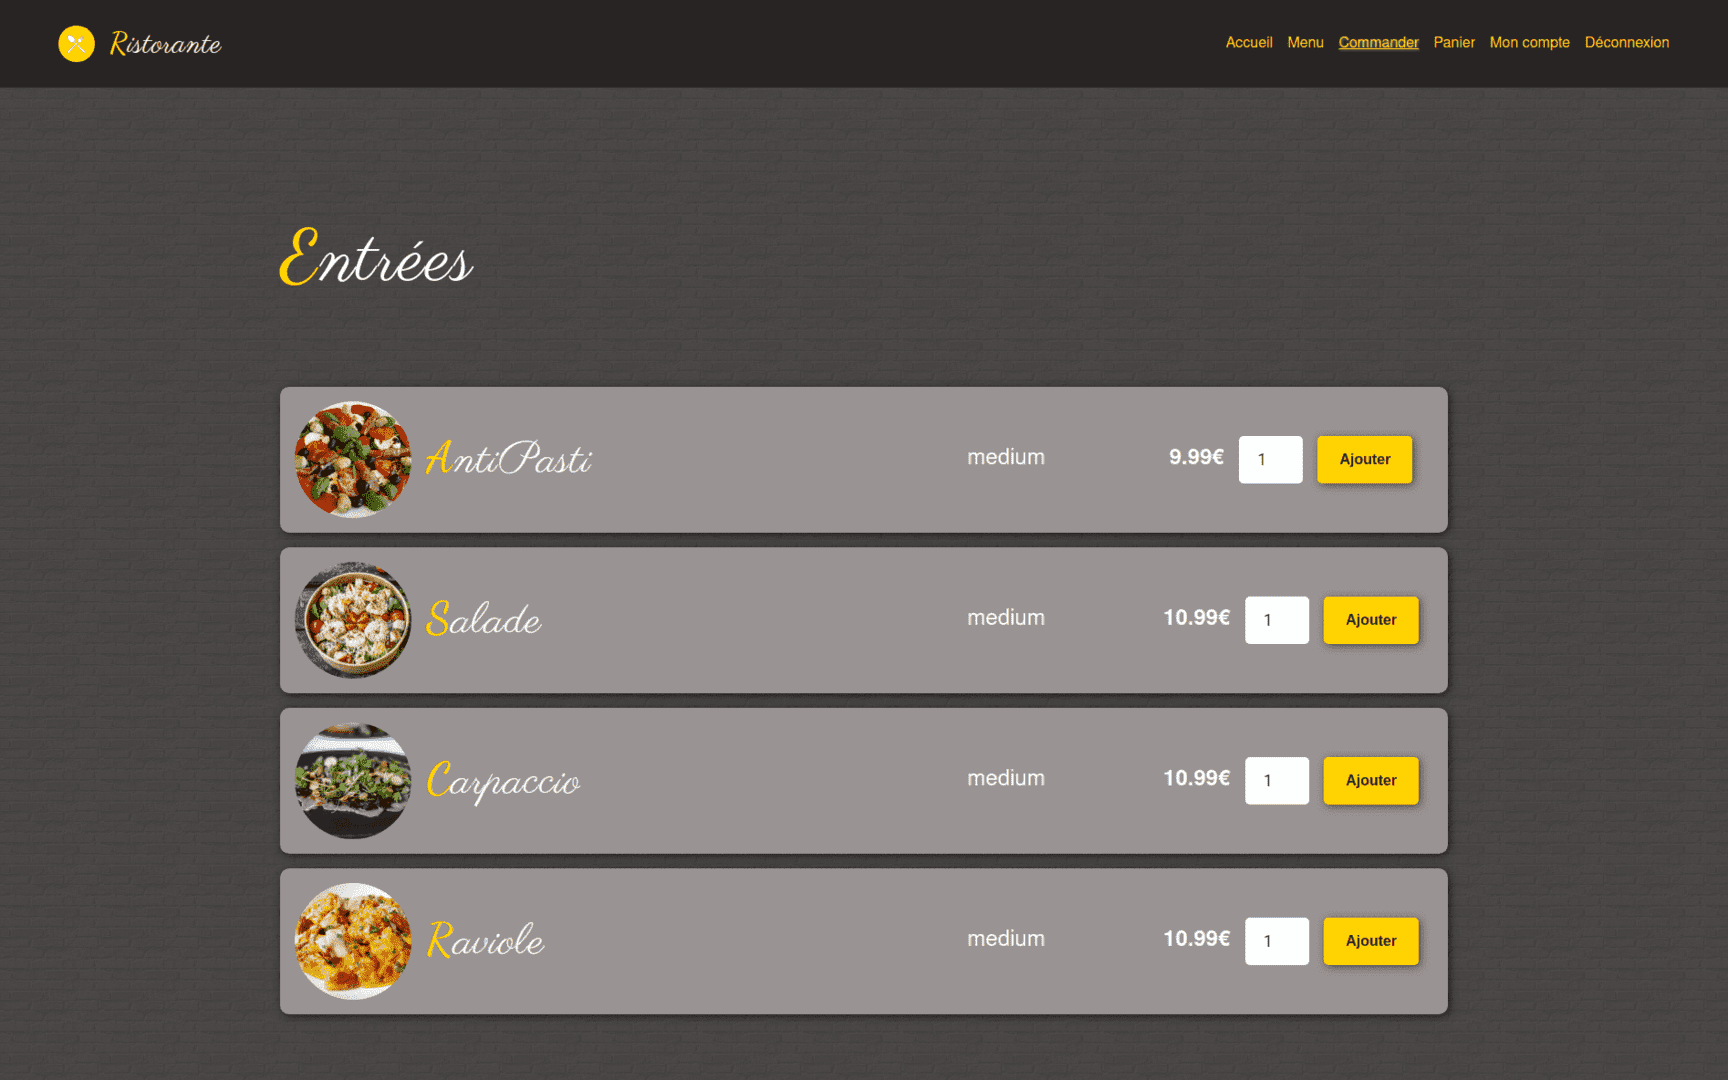 Ristorante
Accueil Menu Commander Panier Mon compte Déconnexion
Entrées
AntiPasti medium 9.99€ 1 Ajouter
Salade medium 10.99€ 1 Ajouter
Carpaccio medium 10.99€ 1 Ajouter
Raviole medium 10.99€ 1 Ajouter